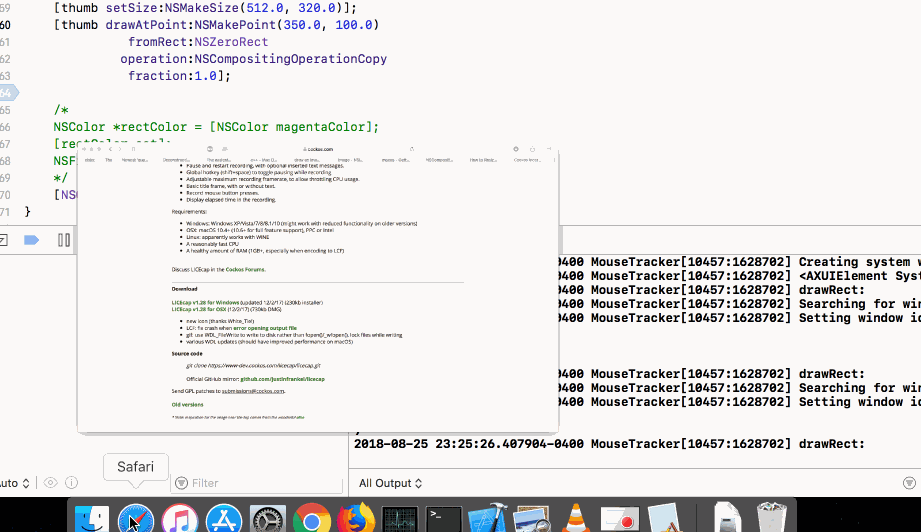 59 [thumb setSize:NSMakeSize(512.0, 320.0)];
60 [thumb drawAtPoint:NSMakePoint(350.0, 100.0)
61 fromRect:NSZeroRect
62 operation:NSCompositingOperationCopy
63 fraction:1.0];
64
65 /*
66 NSColor *rectColor = [NSColor magentaColor];
67
68 NSF
69 */
70 [NS
71 }
cockos.com
Pause and restart recording, with optional inserted text messages.
Global hotkey (shift+space) to toggle pausing while recording.
Adjustable maximum recording framerate, to allow throttling CPU usage.
Basic title frame, with or without text.
Record mouse button presses.
Display elapsed time in the recording.
Requirements:
Windows: Windows XP/Vista/7/8/8.1/10 (might work with reduced functionality on older versions)
OSX: macOS 10.4+ (10.6+ for full feature support), PPC or Intel
Linux: apparently works with WINE
A reasonably fast CPU
A healthy amount of RAM (1GB+, especially when encoding to LCF)
Discuss LICEcap in the Cockos Forums.
Download
LICEcap v1.28 for Windows (updated 12/2/17) (230kb installer)
LICEcap v1.28 for OSX (12/2/17) (730kb DMG)
new icon (thanks White_Tie!)
LCF: fix crash when error opening output file
gif: use WDL_FileWrite to write to disk rather than fopen()/_wfopen(), lock files while writing
various WDL updates (should have improved performance on macOS)
Source code
git clone https://www-dev.cockos.com/licecap/licecap.git
Official GitHub mirror: github.com/justinfrankel/licecap
Send GPL patches to submissions@cockos.com.
Old versions
0400 MouseTracker[10457:1628702] Creating system w
<AXUIElement Sys
0400 MouseTracker[10457:1628702] drawRect:
0400 MouseTracker[10457:1628702] Searching for win
0400 MouseTracker[10457:1628702] Setting window id
0400 MouseTracker[10457:1628702] drawRect:
0400 MouseTracker[10457:1628702] Searching for win
0400 MouseTracker[10457:1628702] Setting window id
2018-08-25 23:25:26.407904-0400 MouseTracker[10457:1628702] drawRect:
Safari
uto
Filter
All Output